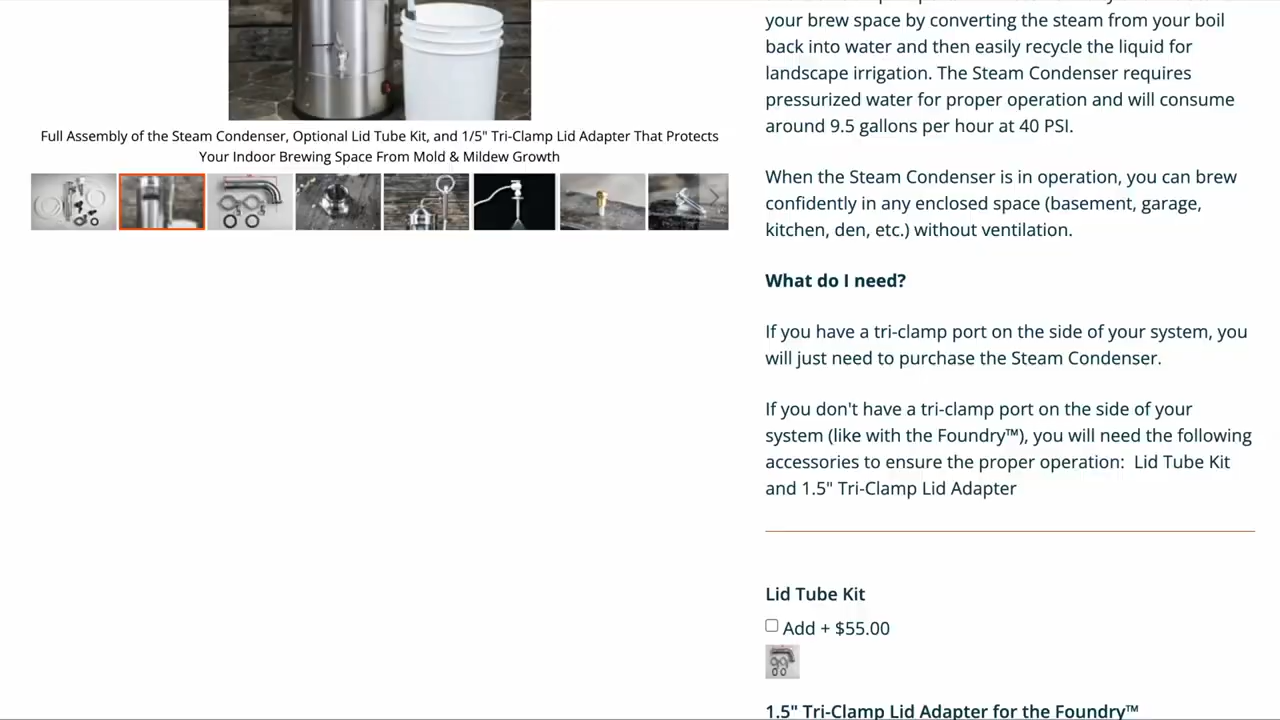 Full Assembly of the Steam Condenser, Optional Lid Tube Kit, and 1/5" Tri-Clamp Lid Adapter That Protects
Your Indoor Brewing Space From Mold & Mildew Growth
your brew space by converting the steam from your boil
back into water and then easily recycle the liquid for
landscape irrigation. The Steam Condenser requires
pressurized water for proper operation and will consume
around 9.5 gallons per hour at 40 PSI.
When the Steam Condenser is in operation, you can brew
confidently in any enclosed space (basement, garage,
kitchen, den, etc.) without ventilation.
What do I need?
If you have a tri-clamp port on the side of your system, you
will just need to purchase the Steam Condenser.
If you don't have a tri-clamp port on the side of your
system (like with the Foundry™), you will need the following
accessories to ensure the proper operation: Lid Tube Kit
and 1.5" Tri-Clamp Lid Adapter
Lid Tube Kit
Add + $55.00
1.5" Tri-Clamp Lid Adapter for the Foundry™